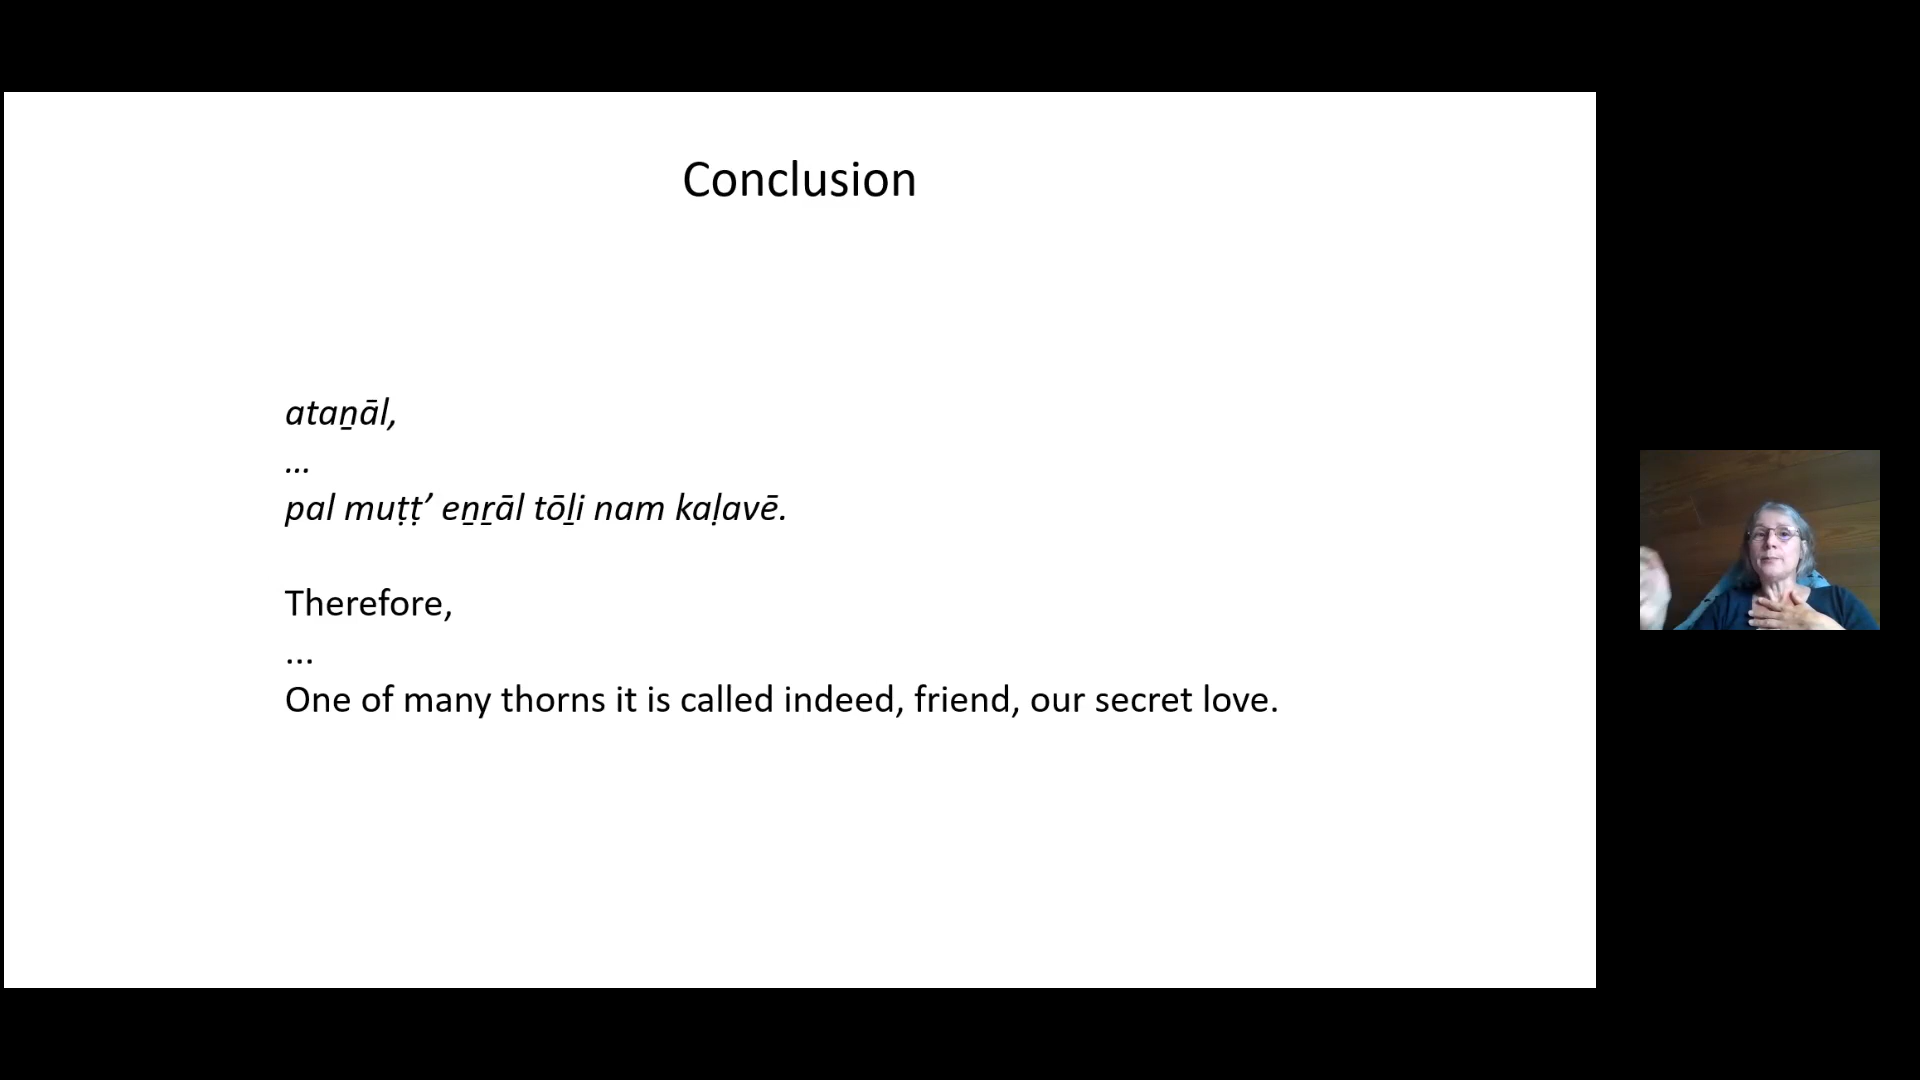 Conclusion
ataṉāl,
...
pal muṭṭ’ eṉṟāl tōḻi nam kaḷavē.
Therefore,
...
One of many thorns it is called indeed, friend, our secret love.